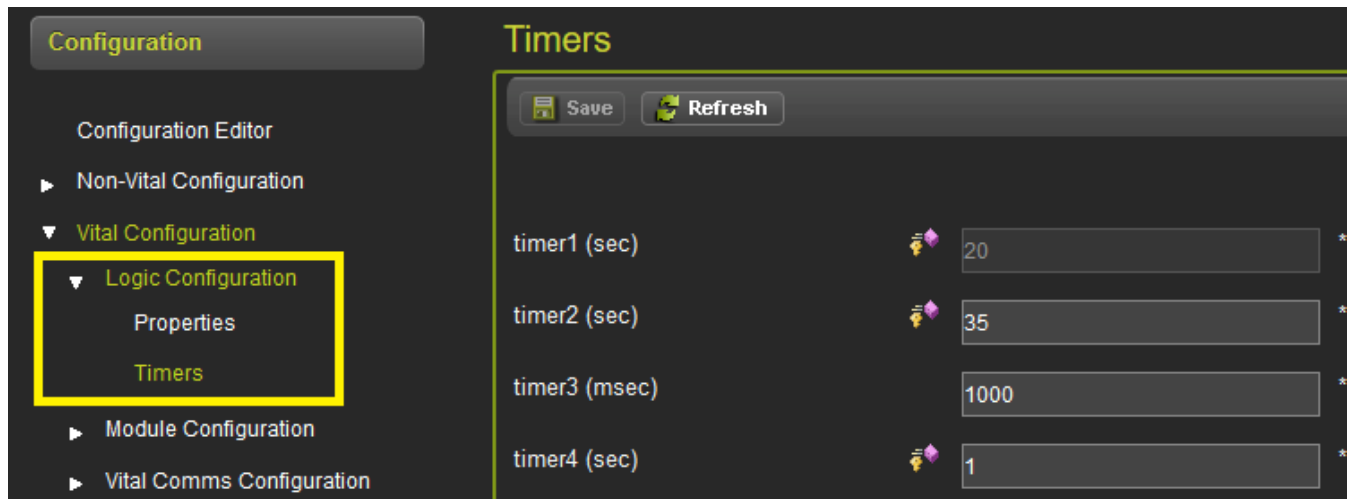 Configuration
Configuration Editor
Non-Vital Configuration
Vital Configuration
Logic Configuration
Properties
Timers
Module Configuration
Vital Comms Configuration
Timers
Save Refresh
timer1 (sec) 20 *
timer2 (sec) 35 *
timer3 (msec) 1000 *
timer4 (sec) 1 *